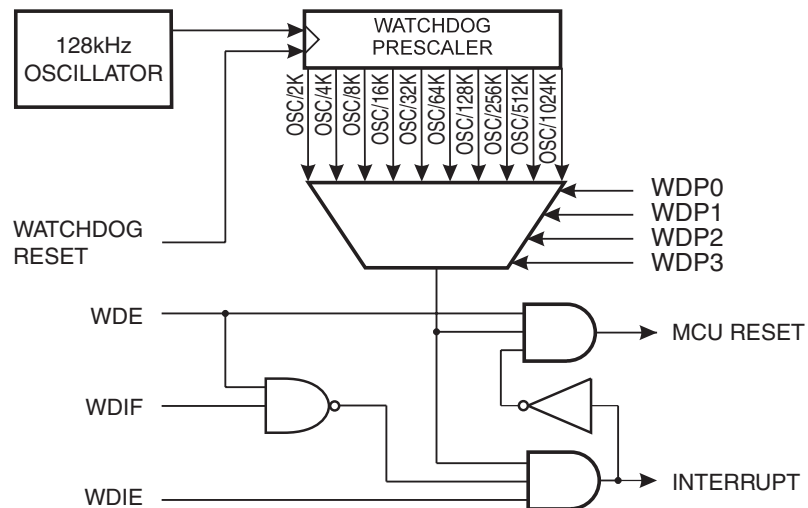 128kHz
OSCILLATOR
WATCHDOG
PRESCALER
OSC/2K
OSC/4K
OSC/8K
OSC/16K
OSC/32K
OSC/64K
OSC/128K
OSC/256K
OSC/512K
OSC/1024K
WATCHDOG
RESET
WDP0
WDP1
WDP2
WDP3
WDE
MCU RESET
WDIF
WDIE
INTERRUPT